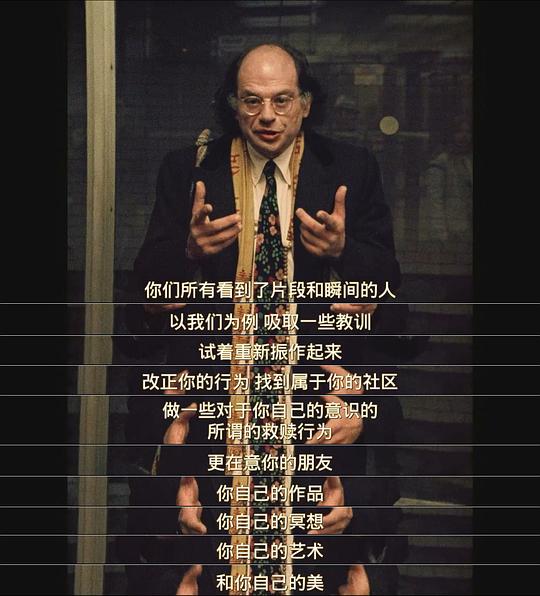 你们所有看到了片段和瞬间的人
以我们为例 吸取一些教训
试着重新振作起来
改正你的行为 找到属于你的社区
做一些对于你自己的意识的
所谓的救赎行为
更在意你的朋友
你自己的作品
你自己的冥想
你自己的艺术
和你自己的美